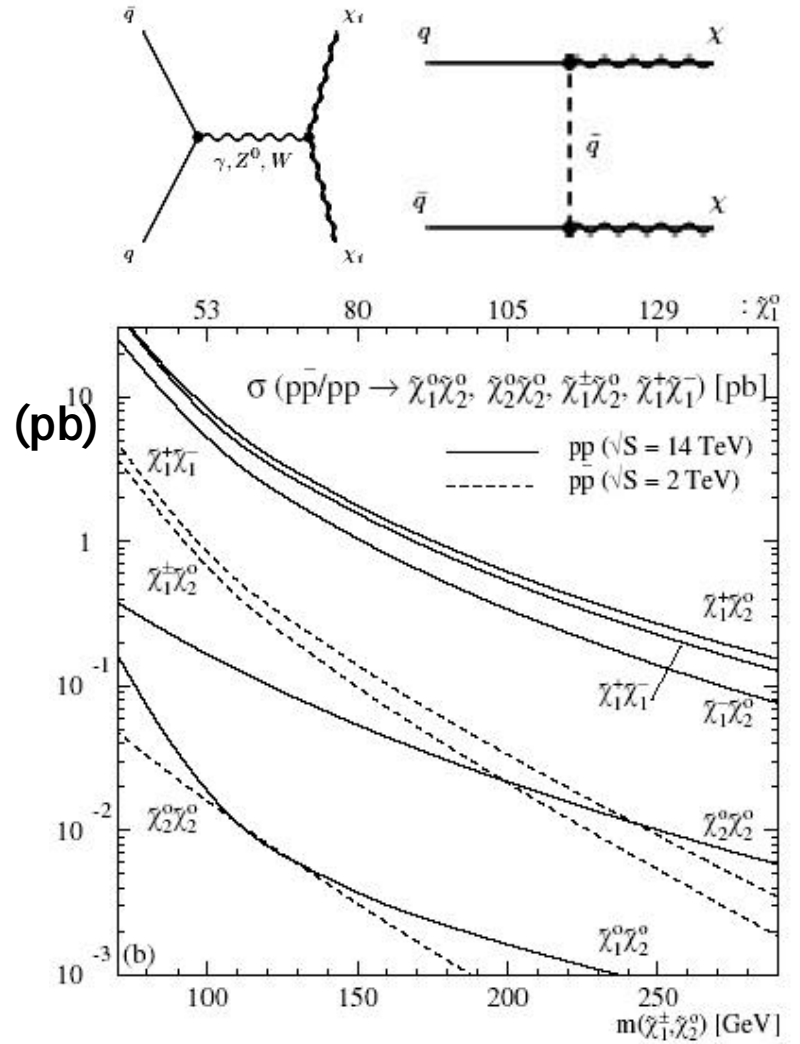 q̄ χᵢ
q χ
γ, Z⁰, W
q̃
q̄ χ
q χᵢ
53 80 105 129 : χ̃₁⁰
σ (pp̄/pp → χ̃₁⁰χ̃₂⁰, χ̃₂⁰χ̃₂⁰, χ̃₁±χ̃₂⁰, χ̃₁⁺χ̃₁⁻) [pb]
10
(pb)
pp (√S = 14 TeV)
χ̃₁⁺χ̃₁⁻
pp̄ (√S = 2 TeV)
1
χ̃₁±χ̃₂⁰
χ̃₁⁺χ̃₂⁰
10⁻¹
χ̃₁⁺χ̃₁⁻
χ̃₁⁻χ̃₂⁰
10⁻²
χ̃₂⁰χ̃₂⁰
χ̃₂⁰χ̃₂⁰
χ̃₁⁰χ̃₂⁰
10⁻³
(b)
100 150 200 250
m(χ̃₁±,χ̃₂⁰) [GeV]